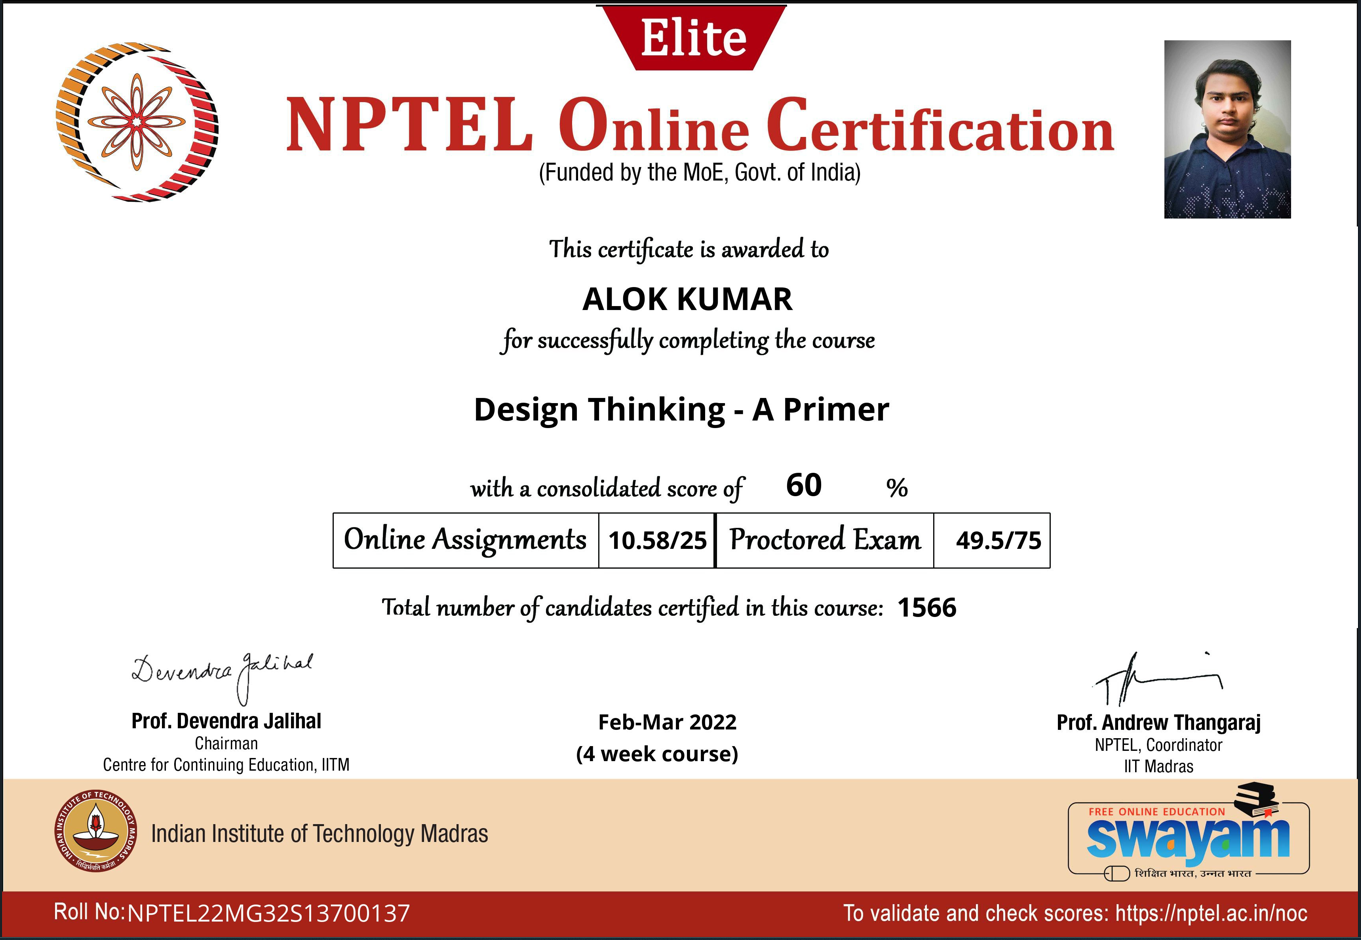 Elite
NPTEL Online Certification
(Funded by the MoE, Govt. of India)
This certificate is awarded to
ALOK KUMAR
for successfully completing the course
Design Thinking - A Primer
with a consolidated score of 60 %
Online Assignments 10.58/25 Proctored Exam 49.5/75
Total number of candidates certified in this course: 1566
Devendra Jalihal
Prof. Devendra Jalihal
Chairman
Centre for Continuing Education, IITM
Feb-Mar 2022
(4 week course)
Prof. Andrew Thangaraj
NPTEL, Coordinator
IIT Madras
INDIAN INSTITUTE OF TECHNOLOGY MADRAS
Indian Institute of Technology Madras
FREE ONLINE EDUCATION
swayam
शिक्षित भारत, उन्नत भारत
Roll No: NPTEL22MG32S13700137
To validate and check scores: https://nptel.ac.in/noc